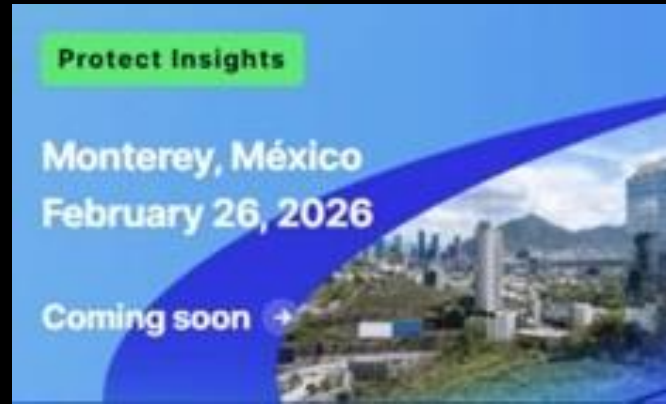 Protect Insights
Monterey, México
February 26, 2026
Coming soon